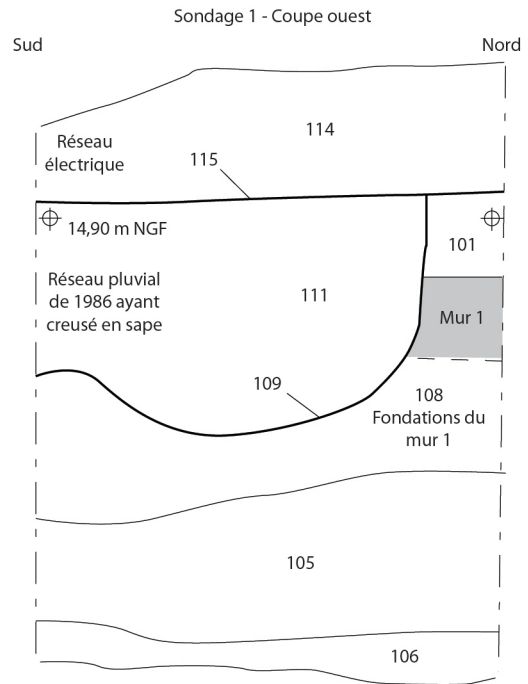 Sondage 1 - Coupe ouest
Sud
Nord
114
Réseau
électrique
115
14,90 m NGF
101
Réseau pluvial
de 1986 ayant
creusé en sape
111
Mur 1
109
108
Fondations du
mur 1
105
106